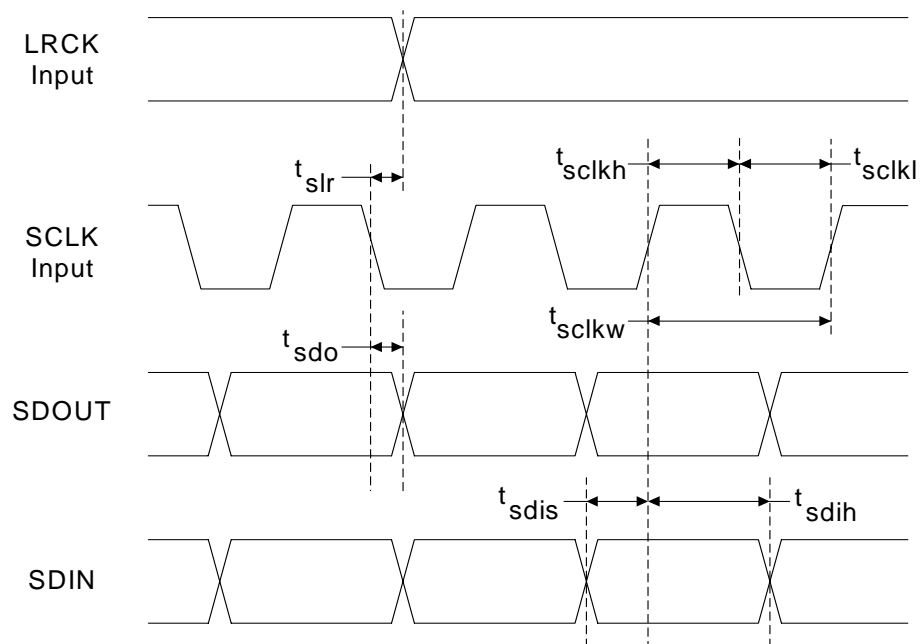 LRCK
Input
t slr
t sclkh
t sclkl
SCLK
Input
t sclkw
t sdo
SDOUT
t sdis
t sdih
SDIN